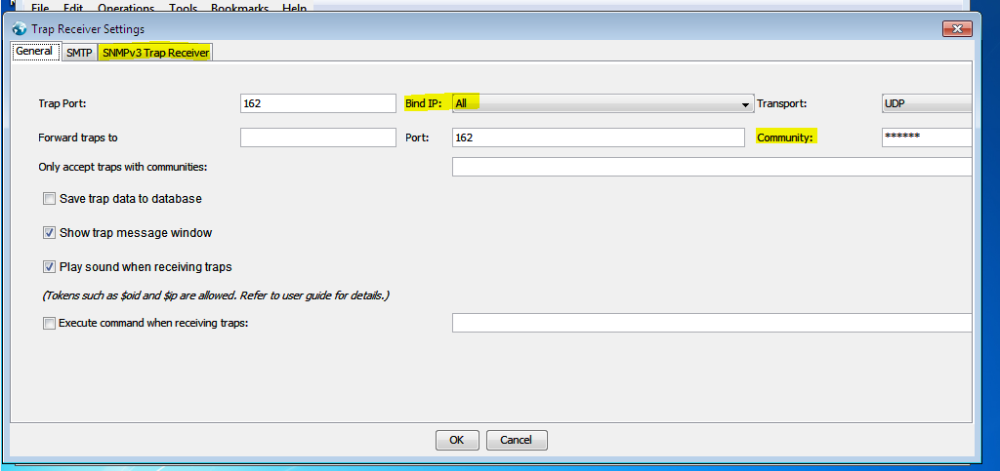 File Edit Operations Tools Bookmarks Help
Trap Receiver Settings
General SMTP SNMPv3 Trap Receiver
Trap Port: 162 Bind IP: All Transport: UDP
Forward traps to Port: 162 Community: ******
Only accept traps with communities:
Save trap data to database
Show trap message window
Play sound when receiving traps
(Tokens such as $oid and $ip are allowed. Refer to user guide for details.)
Execute command when receiving traps:
OK Cancel